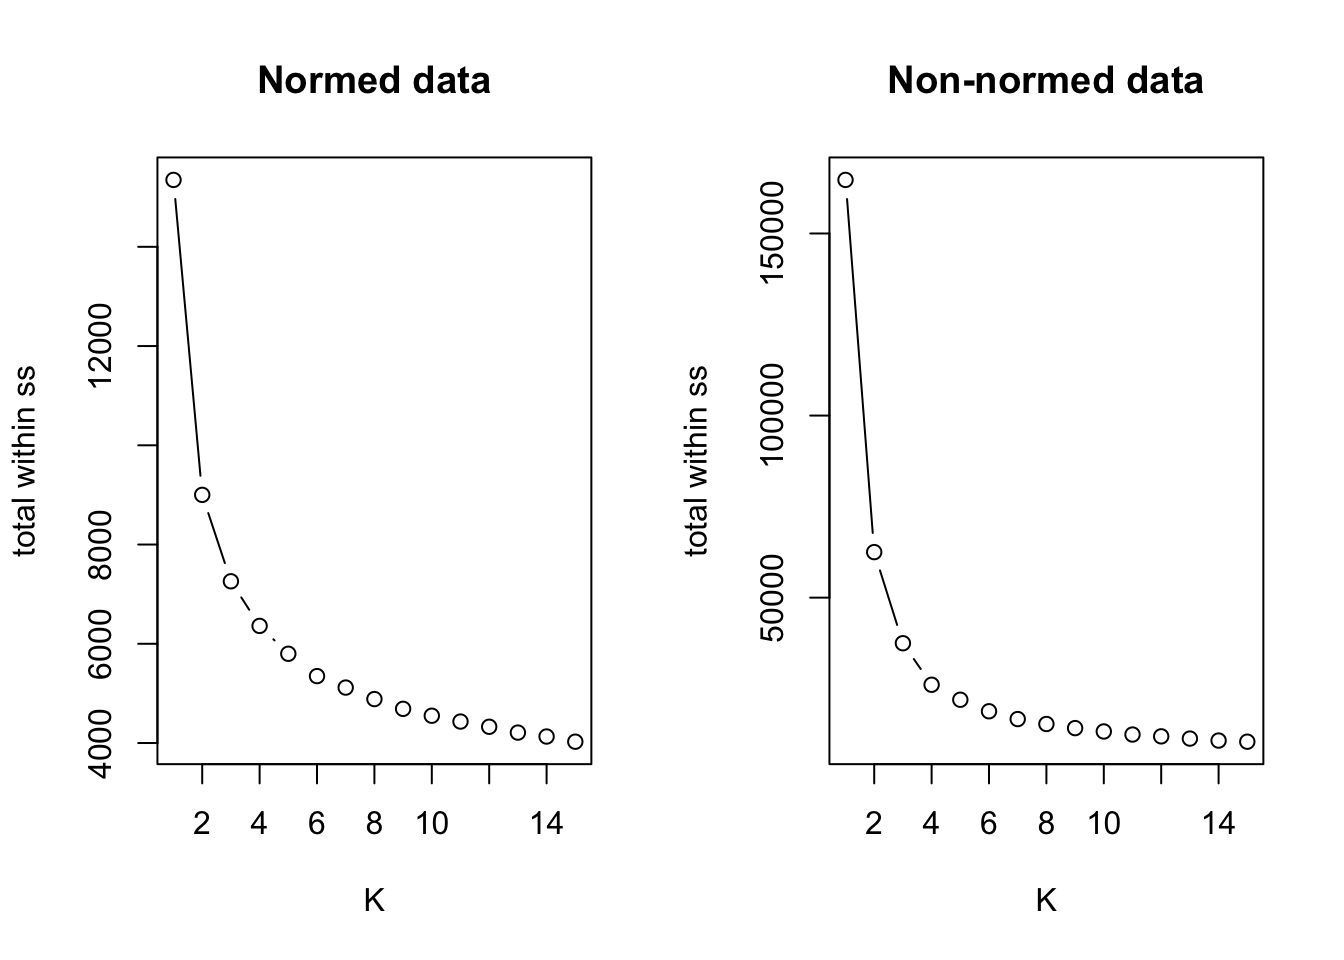 Normed data
total within ss
12000
8000
6000
4000
2 4 6 8 10 14
K
Non-normed data
total within ss
150000
100000
50000
2 4 6 8 10 14
K